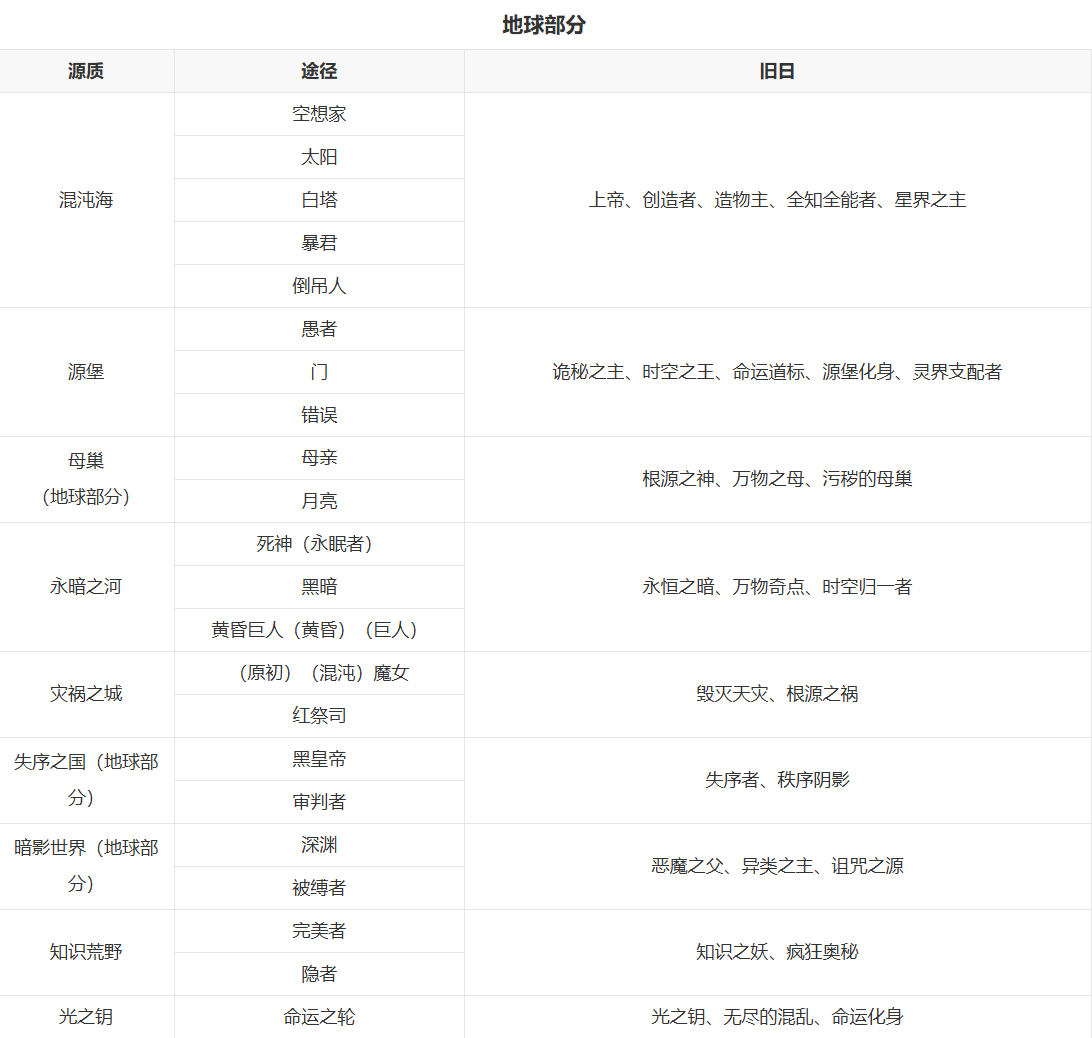 地球部分
源质 途径 旧日
空想家
太阳
混沌海 白塔 上帝、创造者、造物主、全知全能者、星界之主
暴君
倒吊人
愚者
源堡 门 诡秘之主、时空之王、命运道标、源堡化身、灵界支配者
错误
母巢
（地球部分）
母亲
月亮
根源之神、万物之母、污秽的母巢
死神（永眠者）
永暗之河 黑暗 永恒之暗、万物奇点、时空归一者
黄昏巨人（黄昏）（巨人）
灾祸之城
（原初）（混沌）魔女
红祭司
毁灭天灾、根源之祸
失序之国（地球部
分）
黑皇帝
审判者
失序者、秩序阴影
暗影世界（地球部
分）
深渊
被缚者
恶魔之父、异类之主、诅咒之源
知识荒野
完美者
隐者
知识之妖、疯狂奥秘
光之钥 命运之轮 光之钥、无尽的混乱、命运化身